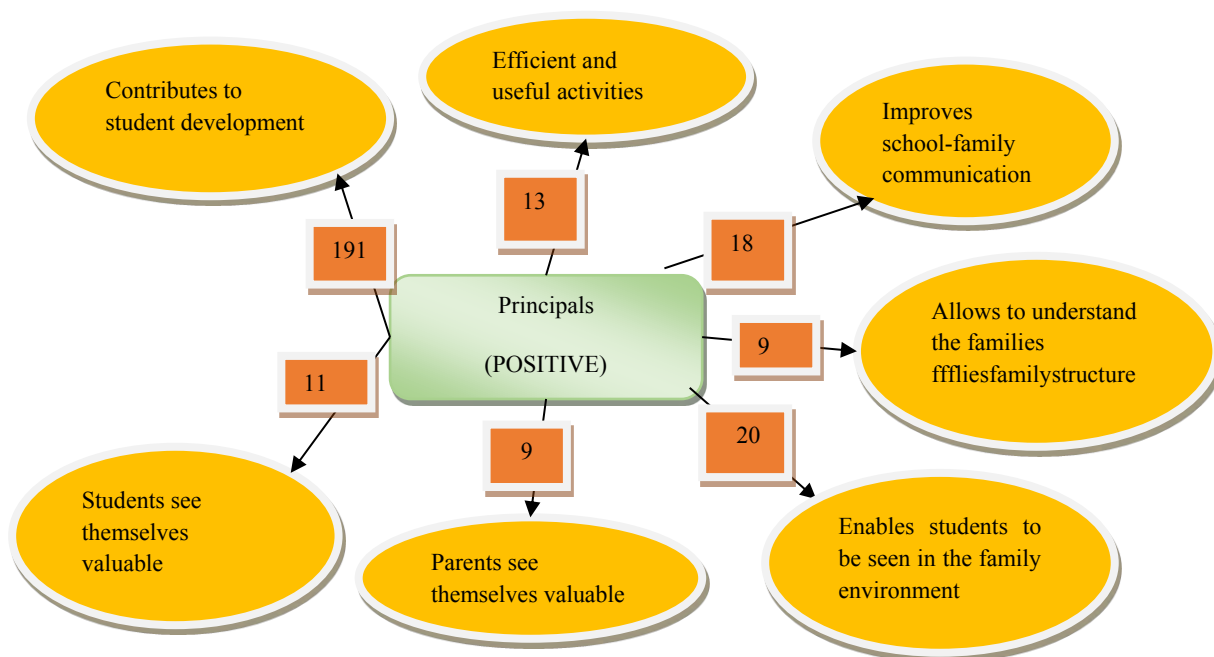 Contributes to
student development
Efficient and
useful activities
Improves
school-family
communication
191
13
18
Principals
(POSITIVE)
Allows to understand
the families
fffliesfamilystructure
9
11
9
20
Students see
themselves
valuable
Parents see
themselves valuable
Enables students to
be seen in the family
environment